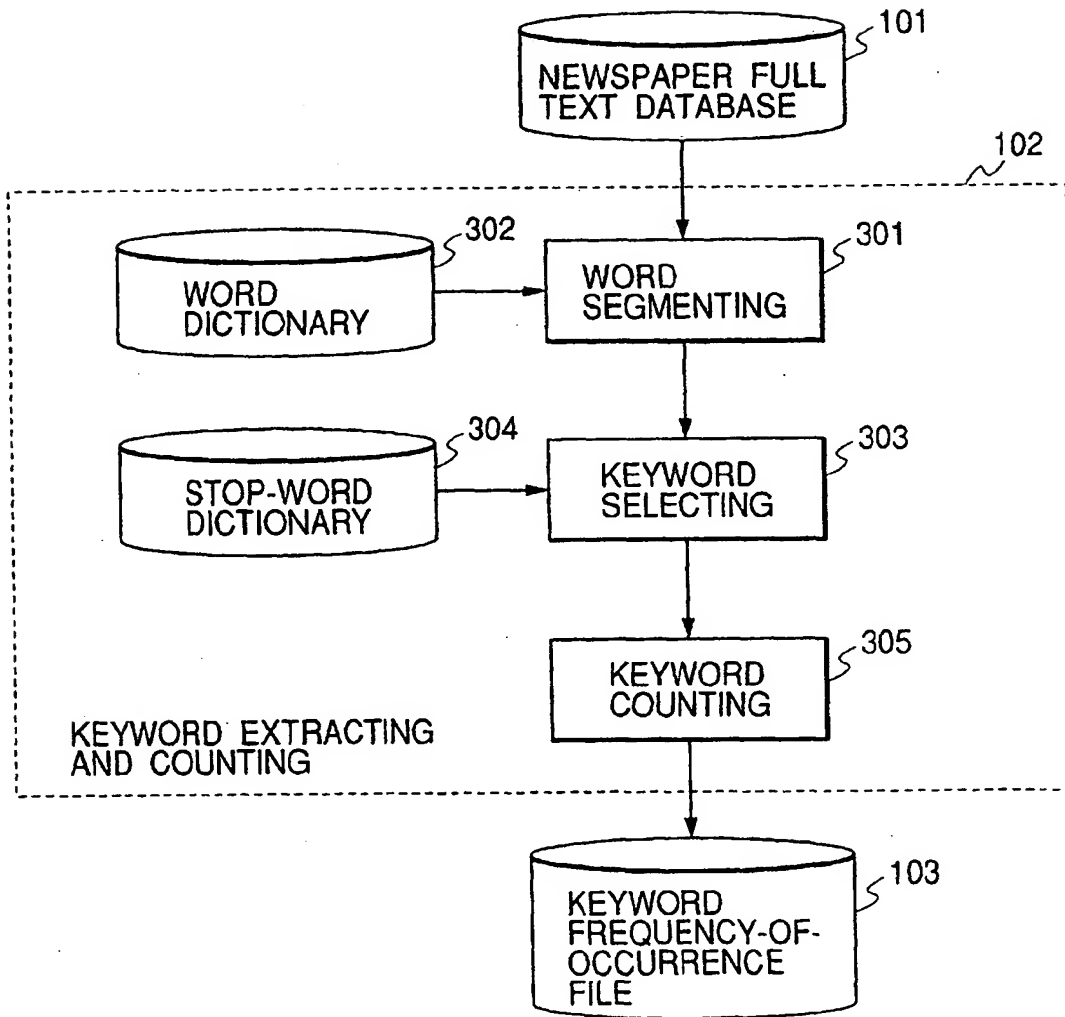 101
NEWSPAPER FULL
TEXT DATABASE
102
302
WORD
DICTIONARY
301
WORD
SEGMENTING
304
STOP-WORD
DICTIONARY
303
KEYWORD
SELECTING
305
KEYWORD
COUNTING
KEYWORD EXTRACTING
AND COUNTING
103
KEYWORD
FREQUENCY-OF-
OCCURRENCE
FILE